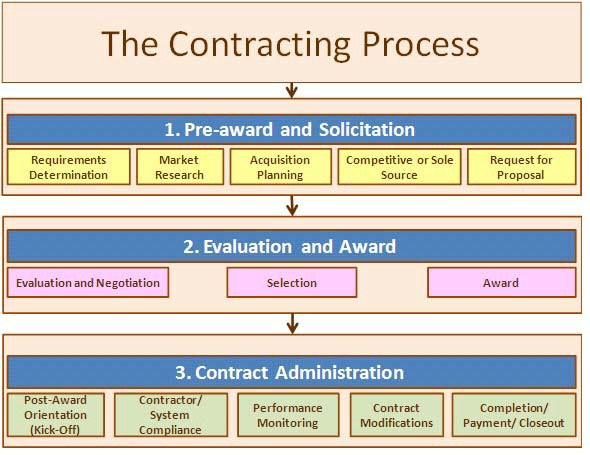 The Contracting Process
1. Pre-award and Solicitation
Requirements
Determination
Market
Research
Acquisition
Planning
Competitive or Sole
Source
Request for
Proposal
2. Evaluation and Award
Evaluation and Negotiation
Selection
Award
3. Contract Administration
Post-Award
Orientation
(Kick-Off)
Contractor/
System
Compliance
Performance
Monitoring
Contract
Modifications
Completion/
Payment/ Closeout